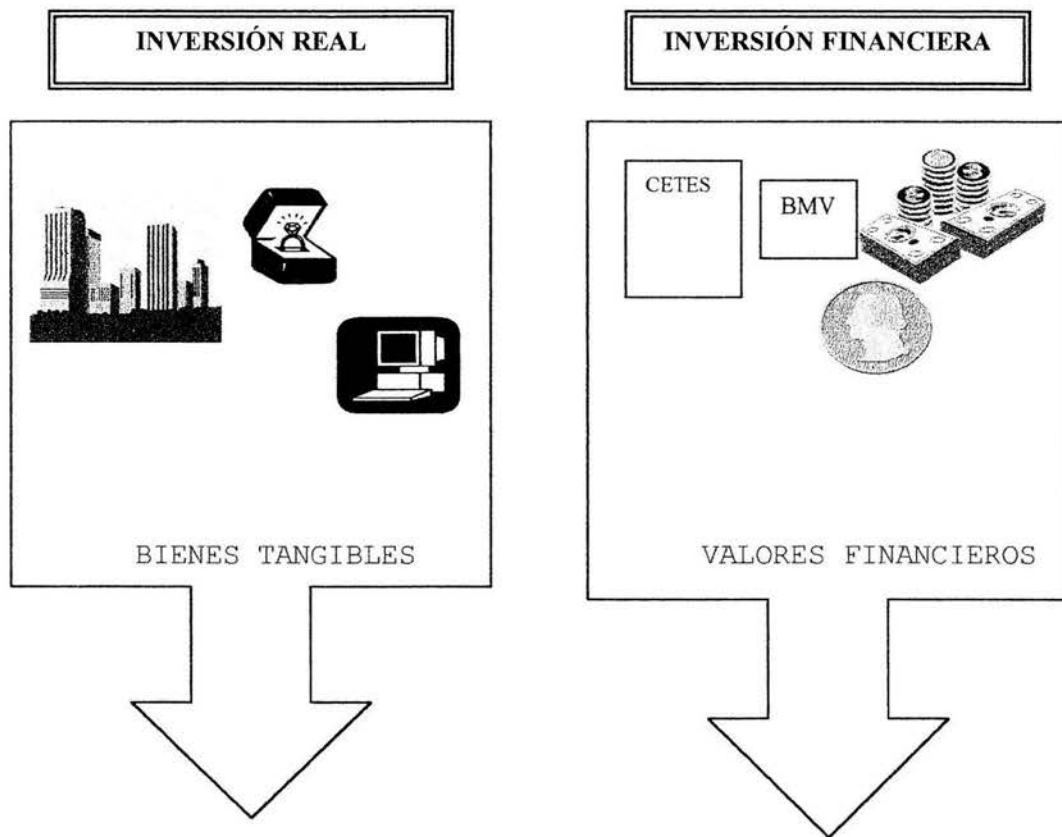 INVERSIÓN REAL
INVERSIÓN FINANCIERA
CETES
BMV
BIENES TANGIBLES
VALORES FINANCIEROS